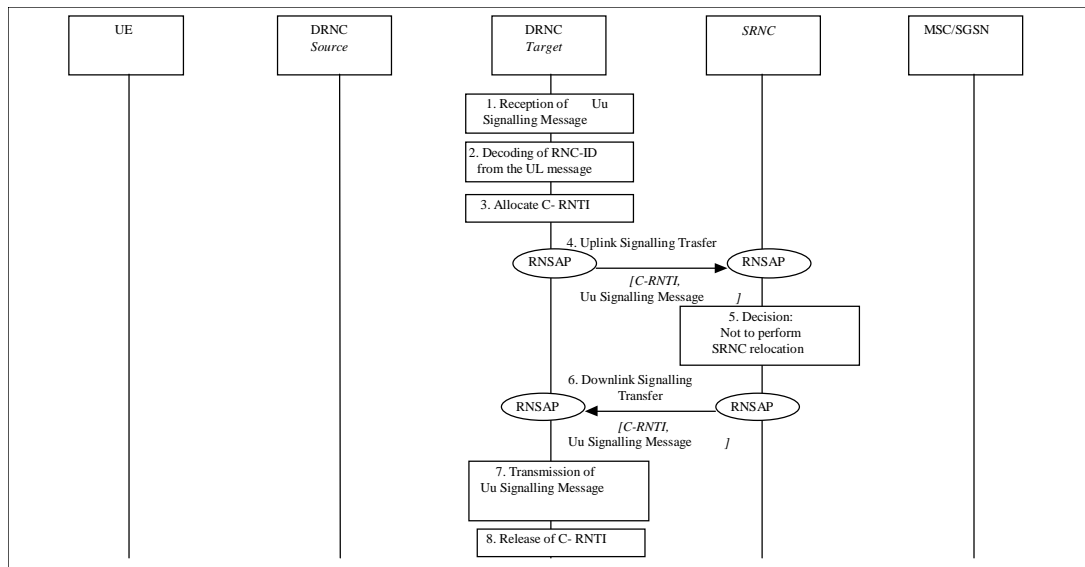 UE
DRNC
Source
DRNC
Target
SRNC
MSC/SGSN
1. Reception of Uu
Signalling Message
2. Decoding of RNC-ID
from the UL message
3. Allocate C- RNTI
4. Uplink Signalling Trasfer
RNSAP
RNSAP
[C-RNTI,
Uu Signalling Message ]
5. Decision:
Not to perform
SRNC relocation
6. Downlink Signalling
Transfer
RNSAP
RNSAP
[C-RNTI,
Uu Signalling Message ]
7. Transmission of
Uu Signalling Message
8. Release of C- RNTI